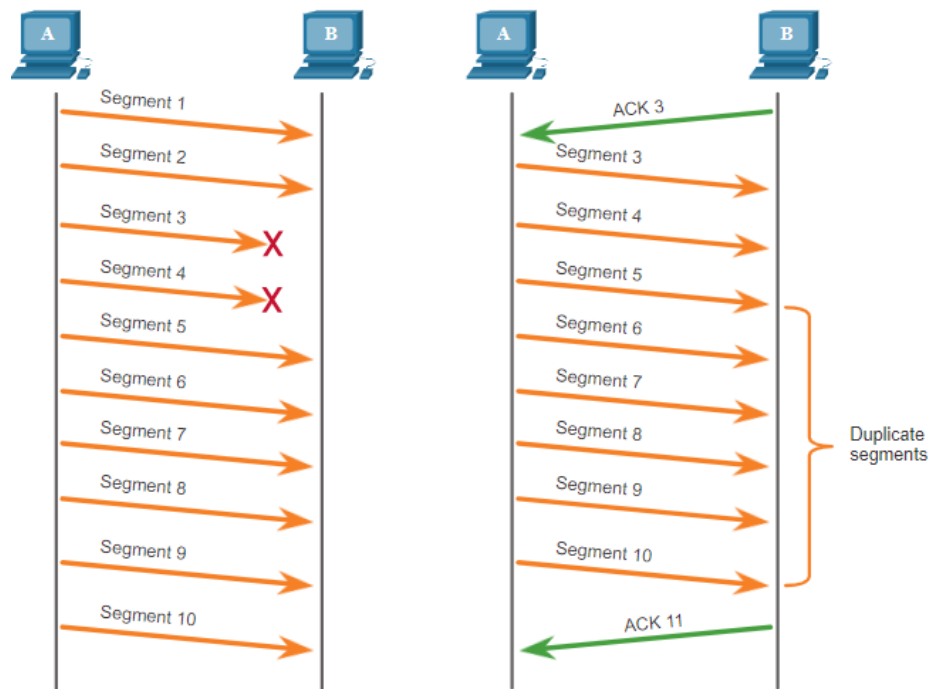 A
B
Segment 1
Segment 2
Segment 3
Segment 4
Segment 5
Segment 6
Segment 7
Segment 8
Segment 9
Segment 10
A
B
ACK 3
Segment 3
Segment 4
Segment 5
Segment 6
Segment 7
Segment 8
Segment 9
Segment 10
ACK 11
Duplicate
segments
X
X